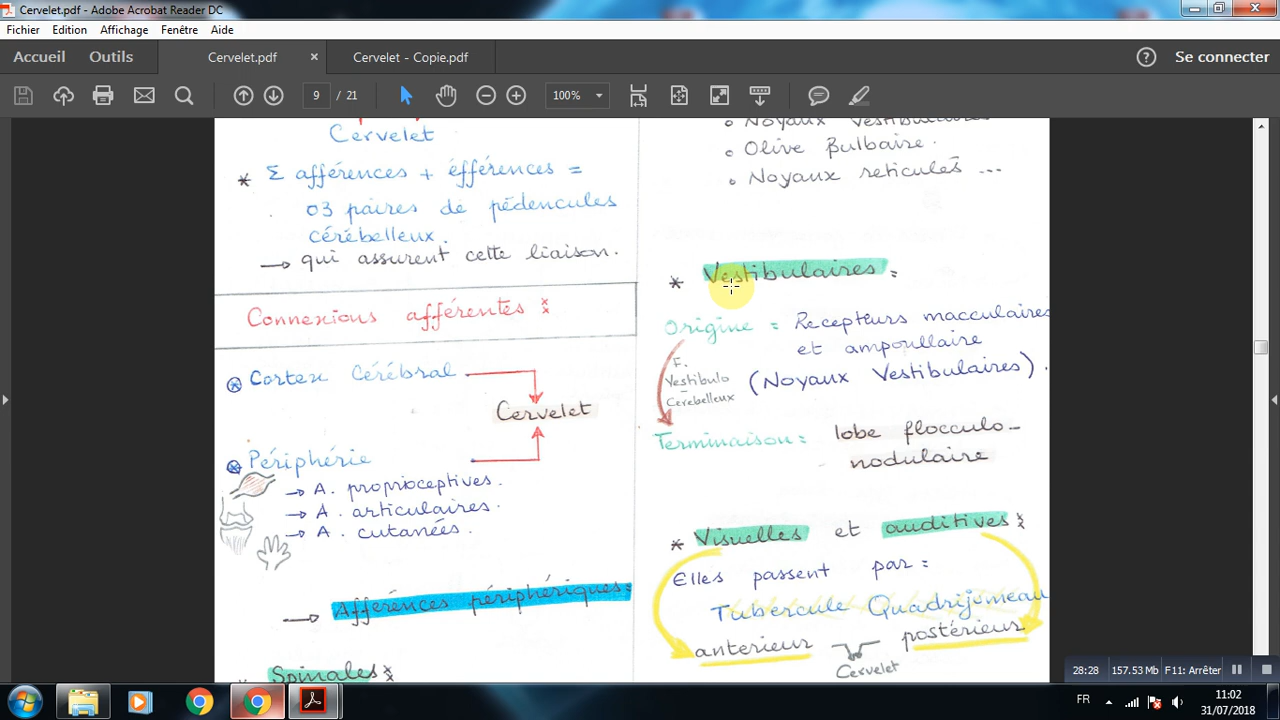 Cervelet.pdf - Adobe Acrobat Reader DC
Fichier Edition Affichage Fenêtre Aide
Accueil Outils Cervelet.pdf × Cervelet - Copie.pdf Se connecter
9 / 21 100%
Cervelet
* Σ afférences + éfférences =
03 paires de pédencules
cérébelleux.
→ qui assurent cette liaison.
Connexions afférentes
Cortex Cérébral
Cervelet
Périphérie
→ A. proprioceptives.
→ A. articulaires.
→ A. cutanées.
→ Afférences périphériques:
Spinales
Noyaux Vestibulaires
Olive Bulbaire.
Noyaux reticulés ...
* Vestibulaires =
Origine = Recepteurs macculaires
et ampoullaire
F.
Vestibulo
Cerebelleux
(Noyaux Vestibulaires).
Terminaison = lobe flocculo-
nodulaire
* Visuelles et auditives
Elles passent par =
Tubercule Quadrijumeau
anterieur postérieur
Cervelet
28:28 157.53 Mb F11: Arrêter
FR 11:02
31/07/2018